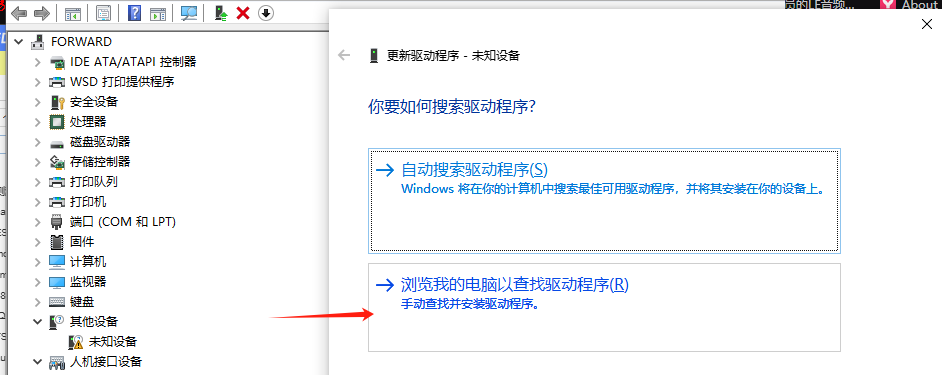 员的LE音频...
About
FORWARD
IDE ATA/ATAPI 控制器
WSD 打印提供程序
安全设备
处理器
磁盘驱动器
存储控制器
打印队列
打印机
端口 (COM 和 LPT)
固件
计算机
监视器
键盘
其他设备
未知设备
人机接口设备
更新驱动程序 - 未知设备
你要如何搜索驱动程序?
自动搜索驱动程序(S)
Windows 将在你的计算机中搜索最佳可用驱动程序，并将其安装在你的设备上。
浏览我的电脑以查找驱动程序(R)
手动查找并安装驱动程序。